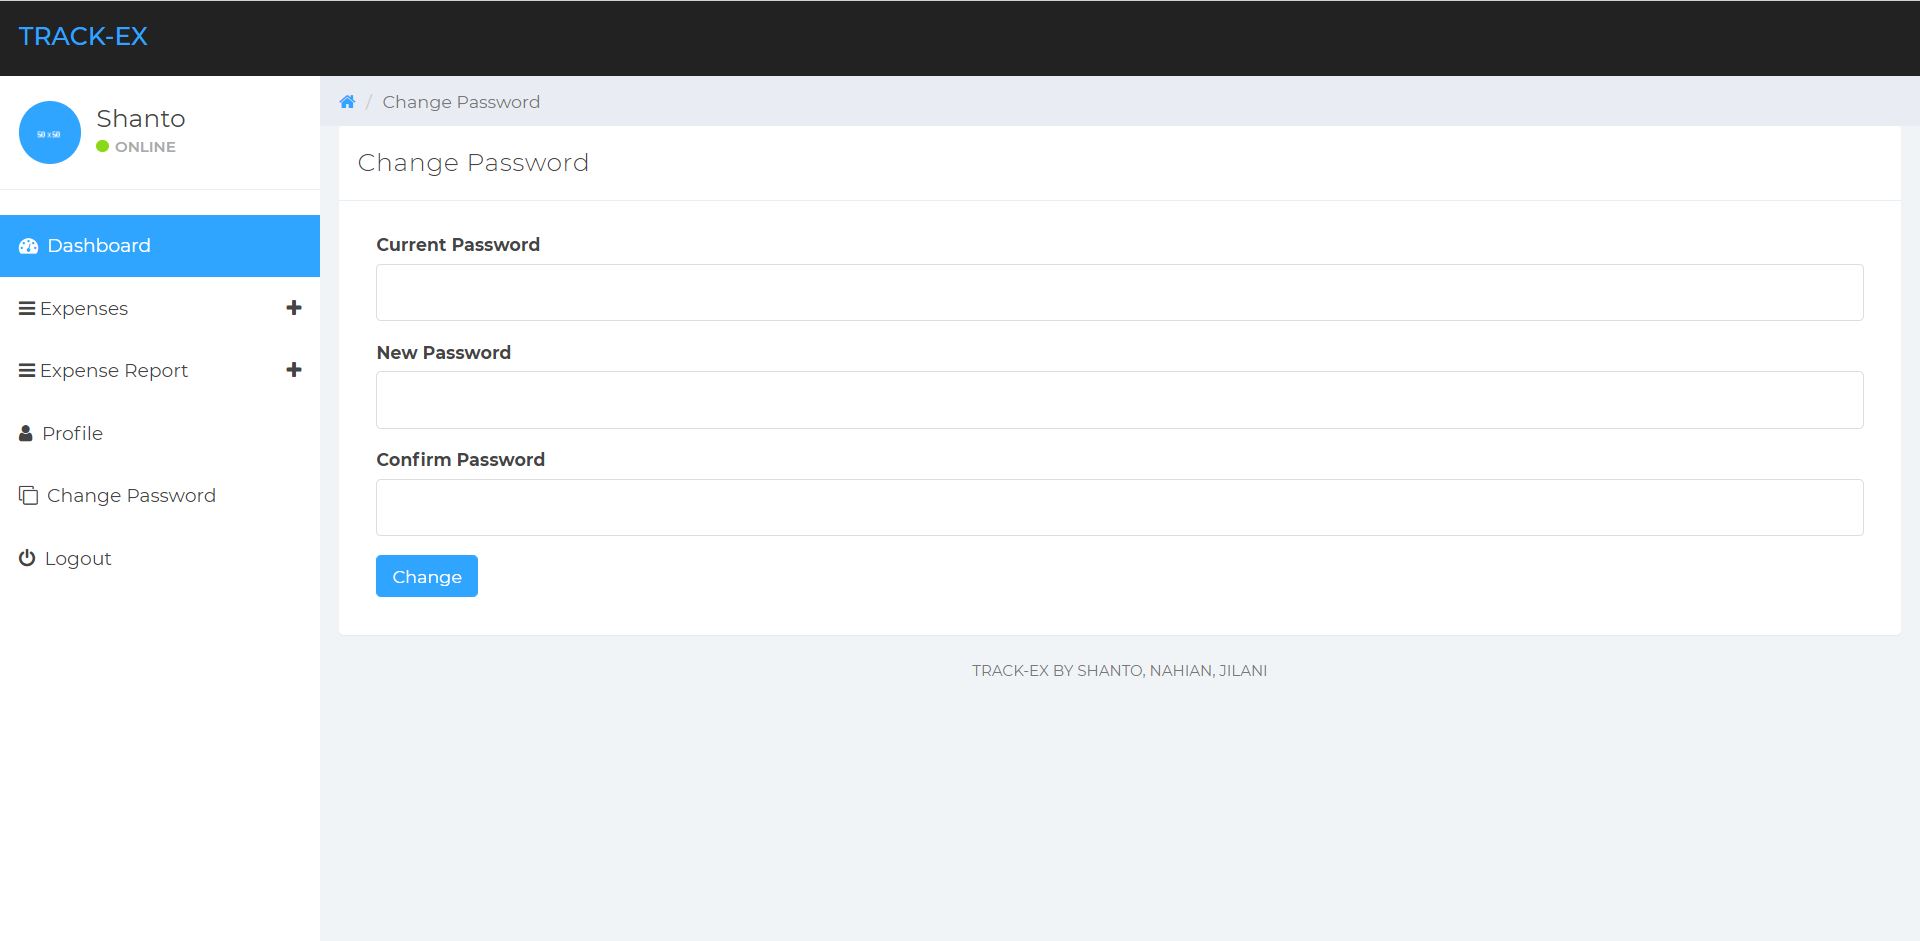 TRACK-EX
50 x 50
Shanto
ONLINE
Dashboard
Expenses
Expense Report
Profile
Change Password
Logout
/ Change Password
Change Password
Current Password
New Password
Confirm Password
Change
TRACK-EX BY SHANTO, NAHIAN, JILANI